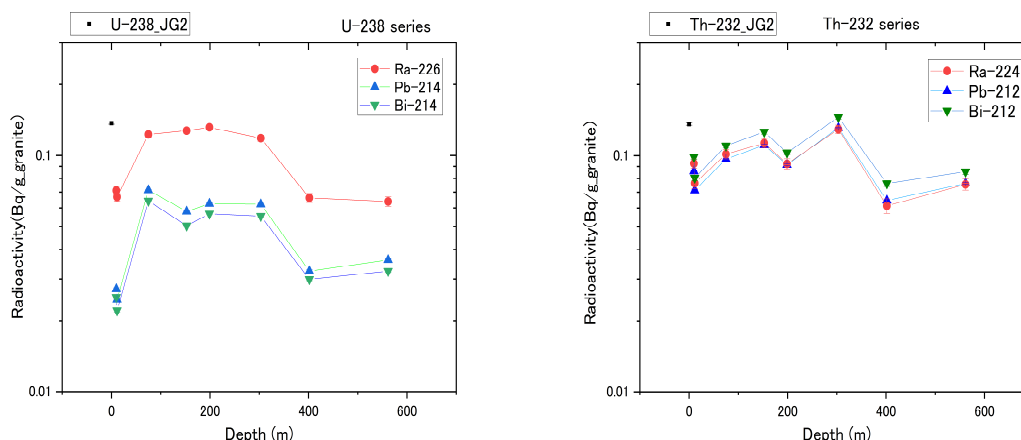 U-238_JG2
U-238 series
Ra-226
Pb-214
Bi-214
0.1
0.01
Radioactivity(Bq/g_granite)
0
200
400
600
Depth (m)
Th-232_JG2
Th-232 series
Ra-224
Pb-212
Bi-212
0.1
0.01
Radioactivity(Bq/g_granite)
0
200
400
600
Depth (m)